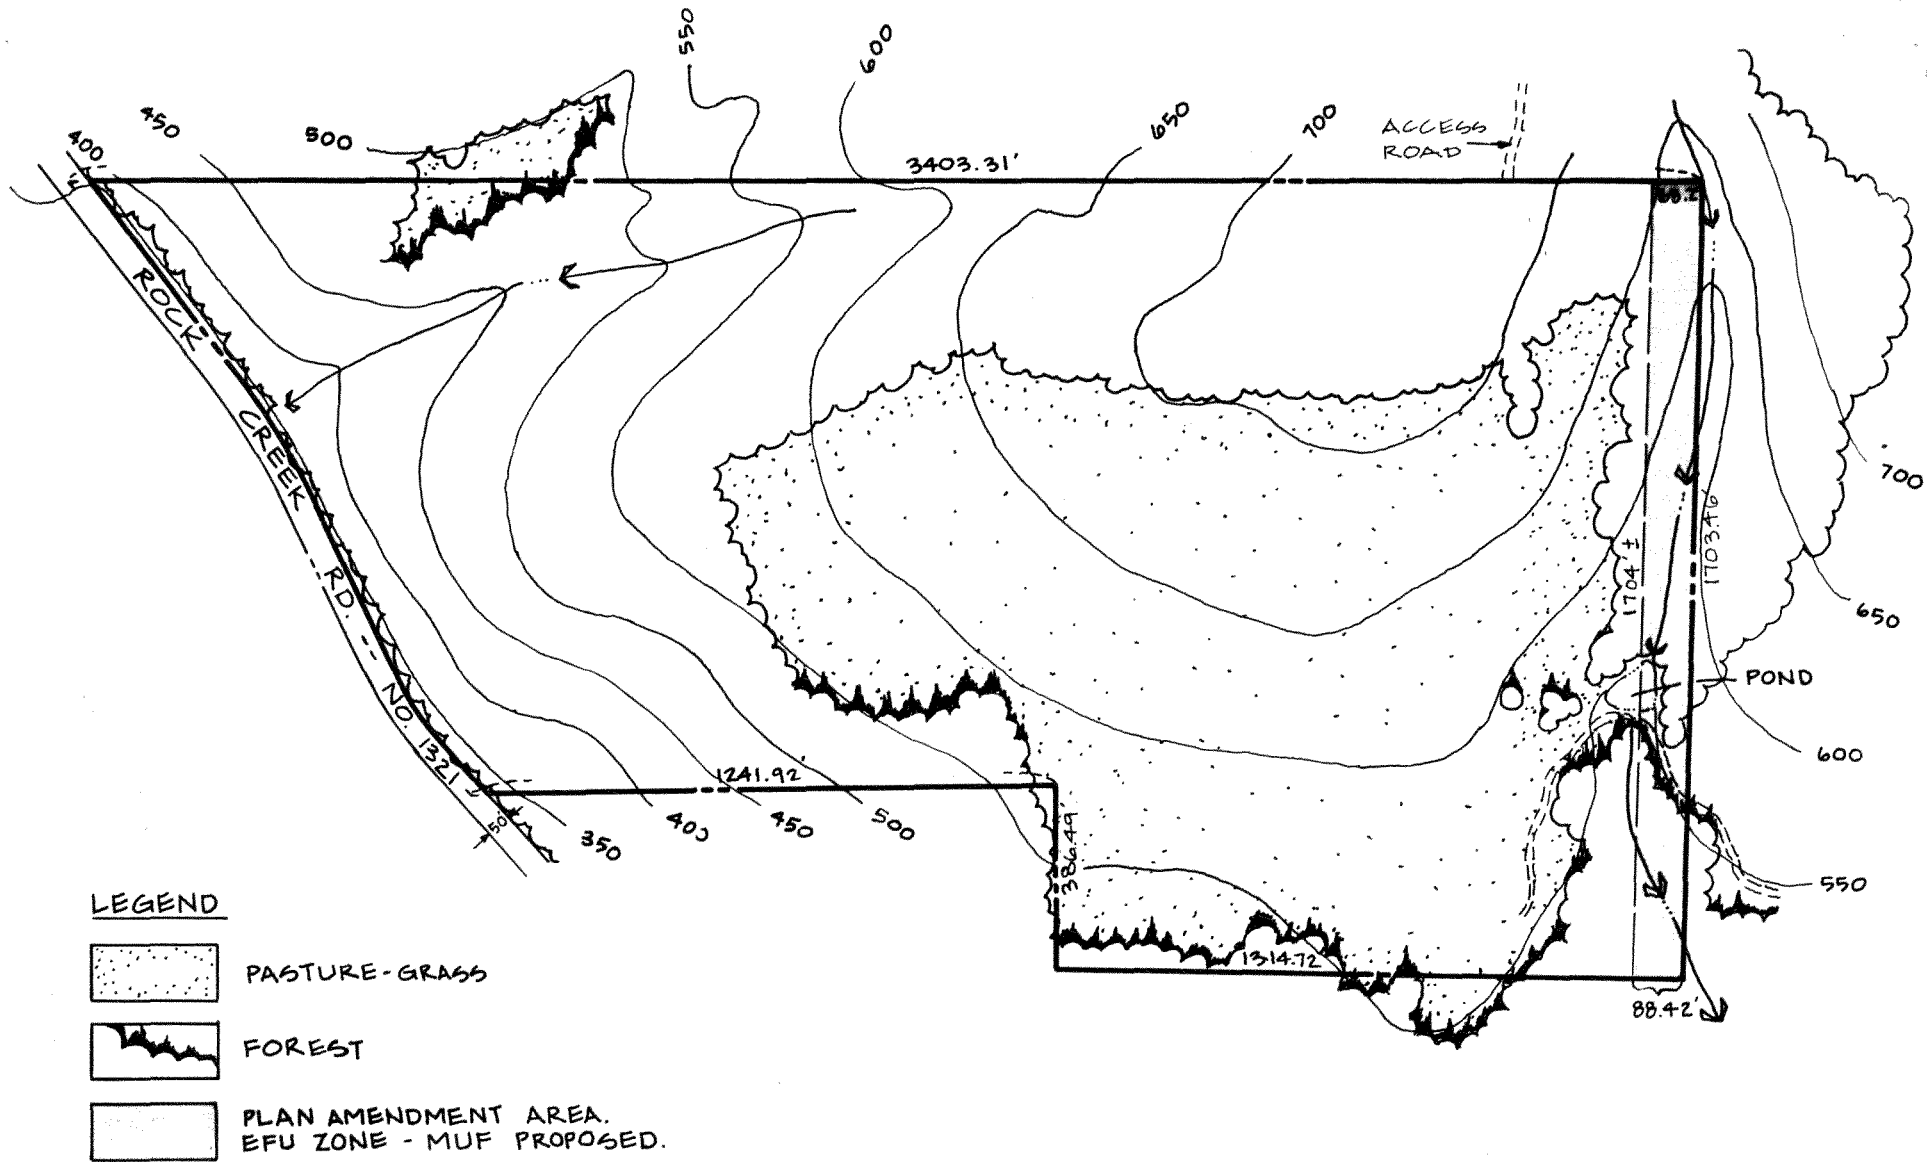 550
600
450
400
500
650
700
ACCESS
ROAD
3403.31'
ROCK
CREEK
RD. -- NO. 1321
50'
1704' ±
1703.46'
700
650
POND
600
550
1241.92'
386.49'
350
400
450
500
1314.72
88.42'
LEGEND
PASTURE-GRASS
FOREST
PLAN AMENDMENT AREA.
EFU ZONE - MUF PROPOSED.